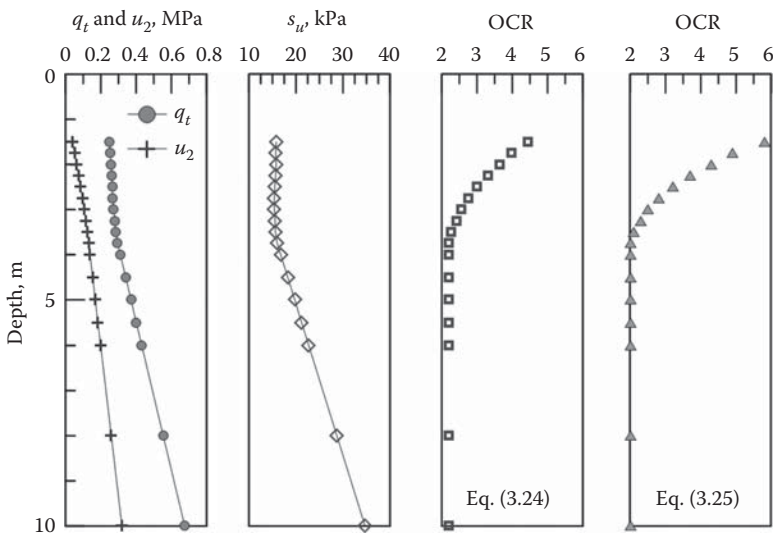 q_t and u_2, MPa
s_u, kPa
OCR
OCR
0 0.2 0.4 0.6 0.8
10 20 30 40
2 3 4 5 6
2 3 4 5 6
0
5
10
Depth, m
q_t
u_2
Eq. (3.24)
Eq. (3.25)